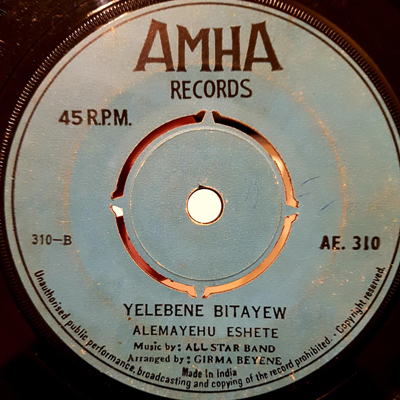 AMHA
RECORDS
45 R.P.M.
310-B
AE. 310
YELEBENE BITAYEW
ALEMAYEHU ESHETE
Music by: ALL STAR BAND
Arranged by: GIRMA BEYENE
Made In India
Unauthorised public performance, broadcasting and copying of the record prohibited. - Copyright reserved.